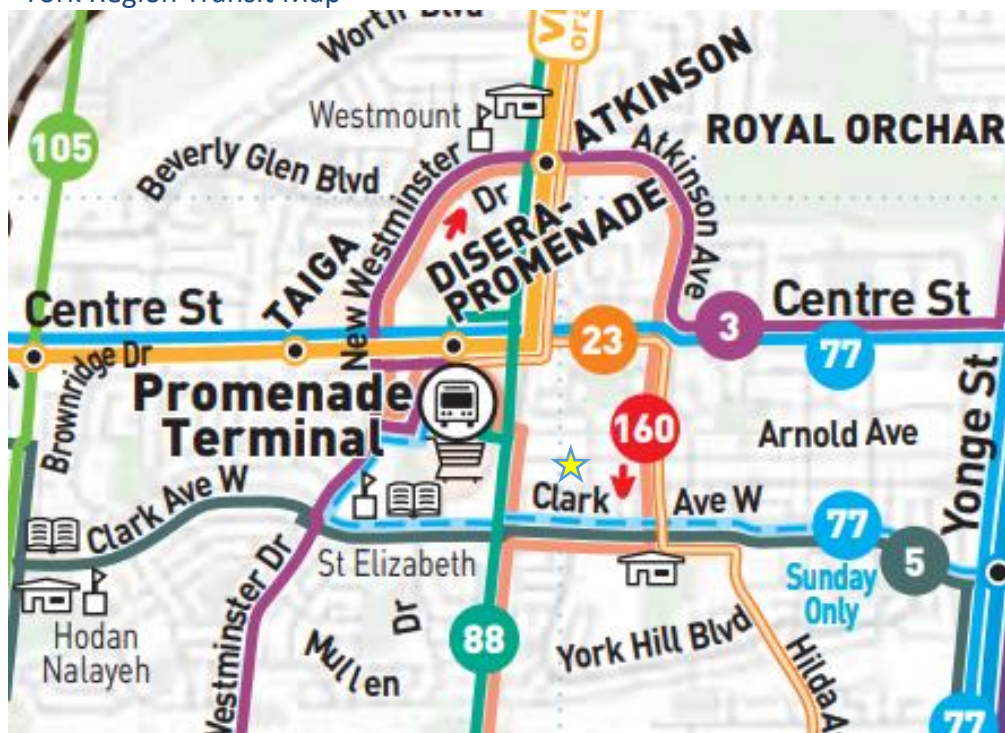 York Region Transit Map
Worth Blvd
Westmount
ATKINSON
Atkinson Ave
ROYAL ORCHAR
105
Beverly Glen Blvd
New Westminster
Dr
DISERA-
PROMENADE
TAIGA
Centre St
Centre St
23
3
77
Brownridge Dr
Promenade
Terminal
160
Arnold Ave
Yonge St
Clark Ave W
Clark
Ave W
77
5
Sunday
Only
St Elizabeth
Westminster Dr
Hodan
Nalayeh
Mullen
Dr
88
York Hill Blvd
Hilda A
77